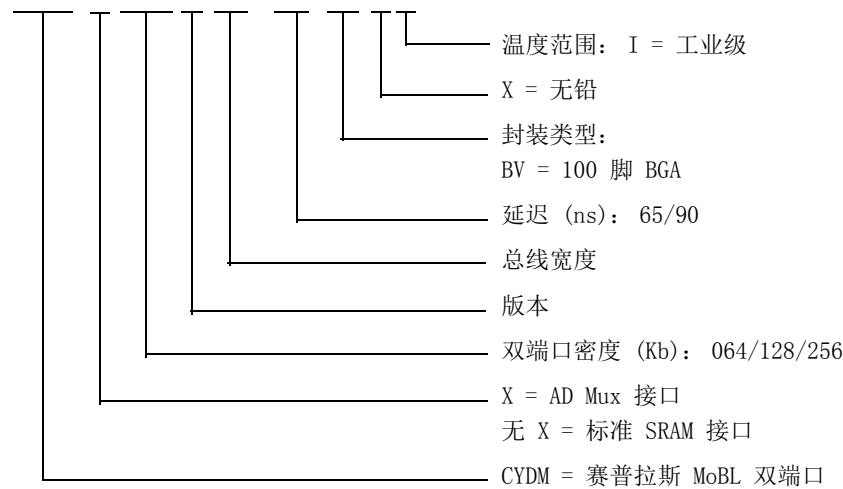 温度范围： I = 工业级
X = 无铅
封装类型：
BV = 100 脚 BGA
延迟 (ns)： 65/90
总线宽度
版本
双端口密度 (Kb)： 064/128/256
X = AD Mux 接口
无 X = 标准 SRAM 接口
CYDM = 赛普拉斯 MoBL 双端口